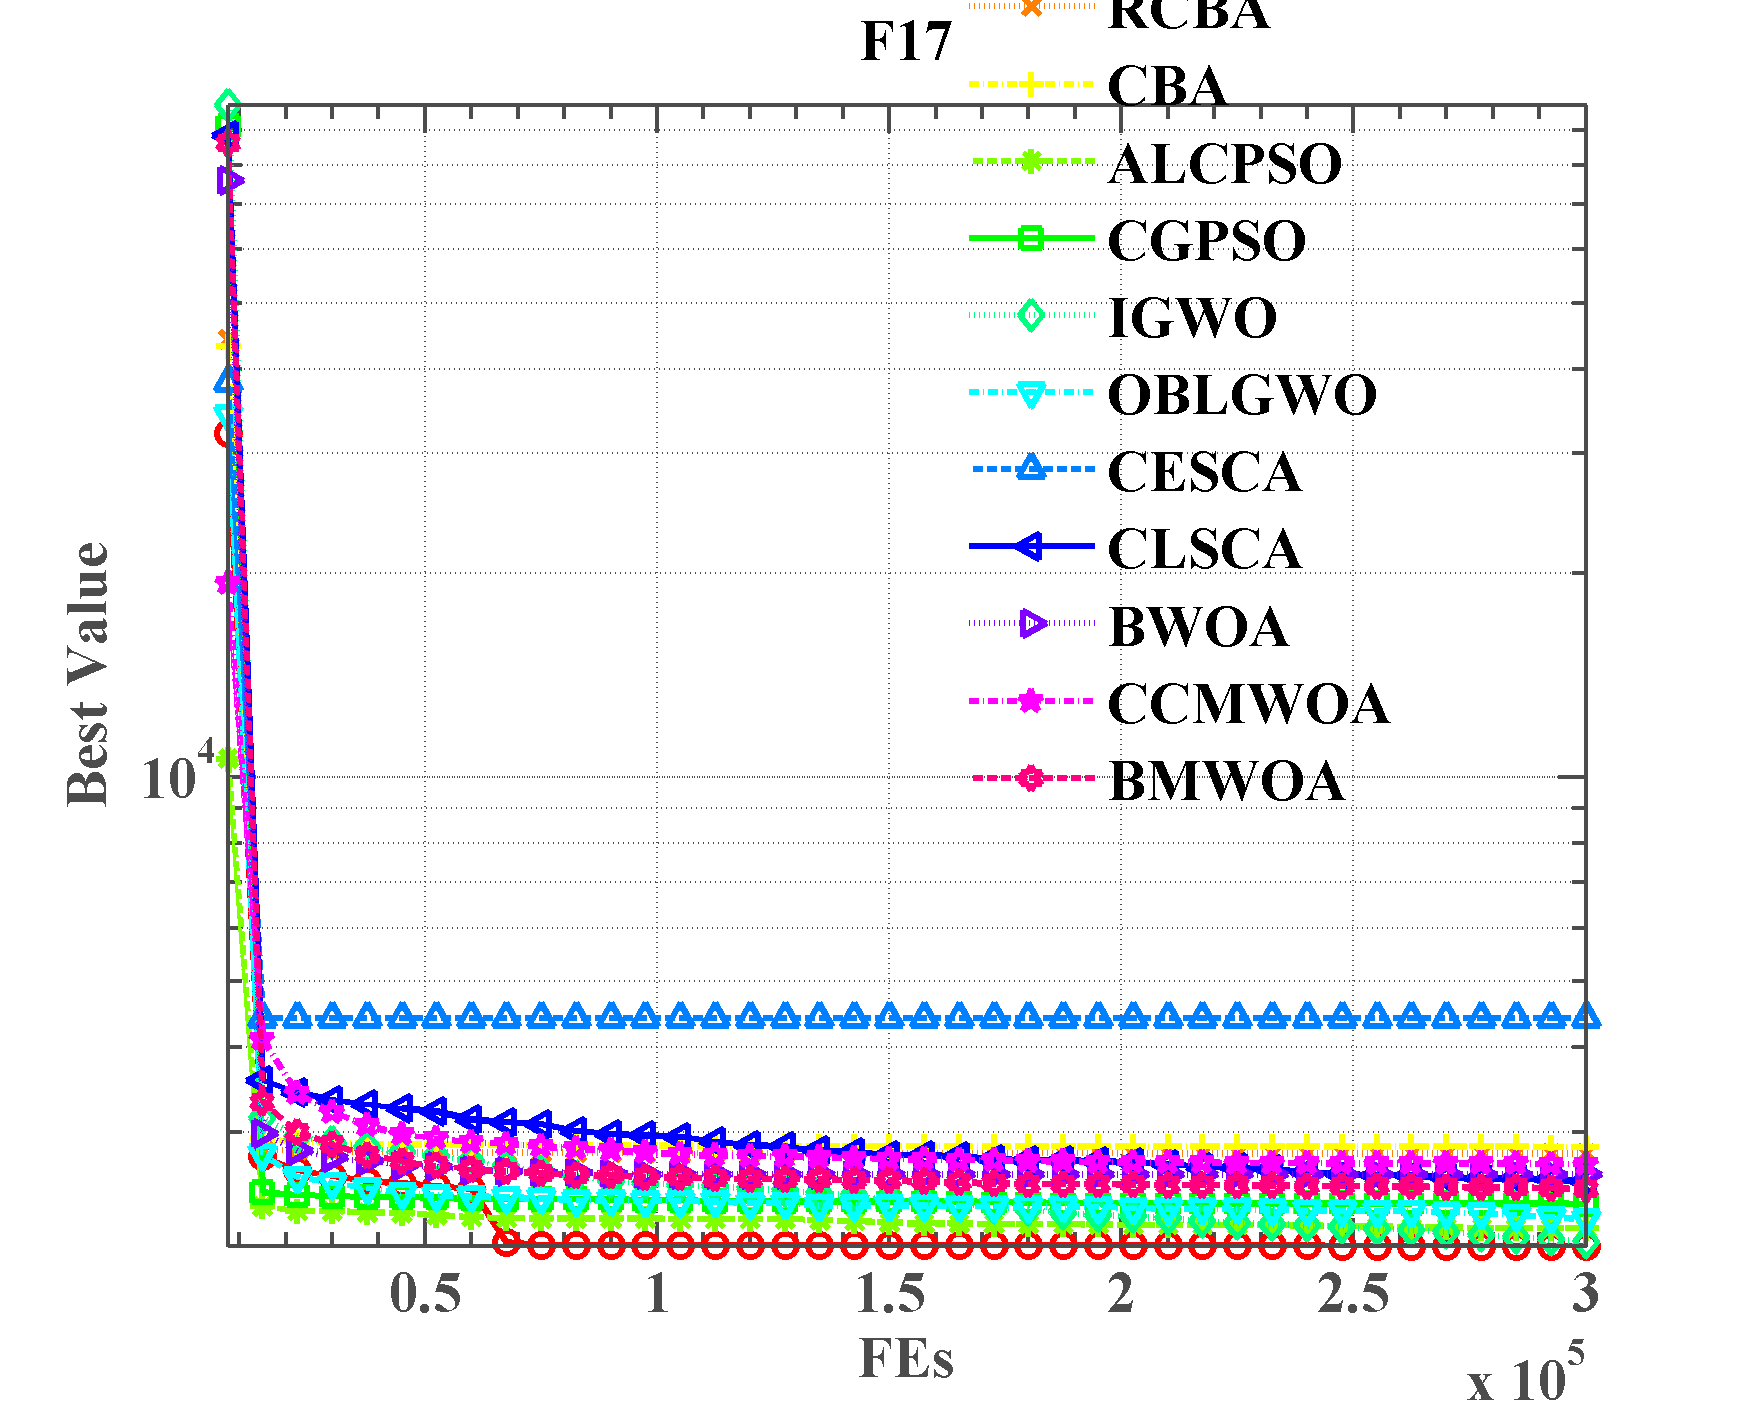 RCBA
F17
CBA
ALCPSO
CGPSO
IGWO
OBLGWO
CESCA
CLSCA
BWOA
CCMWOA
BMWOA
Best Value
10^4
0.5 1 1.5 2 2.5 3
FEs
x 10^5